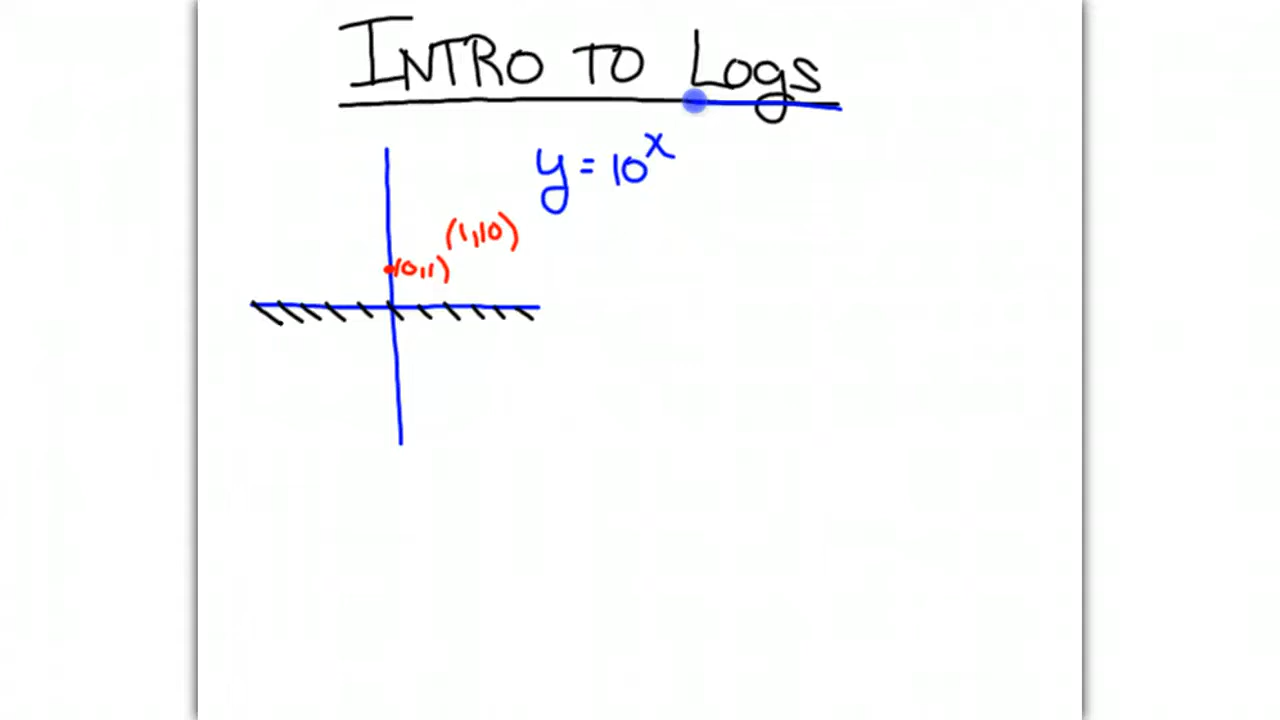 INTRO TO Logs
y = 10^x
(1,10)
(0,1)